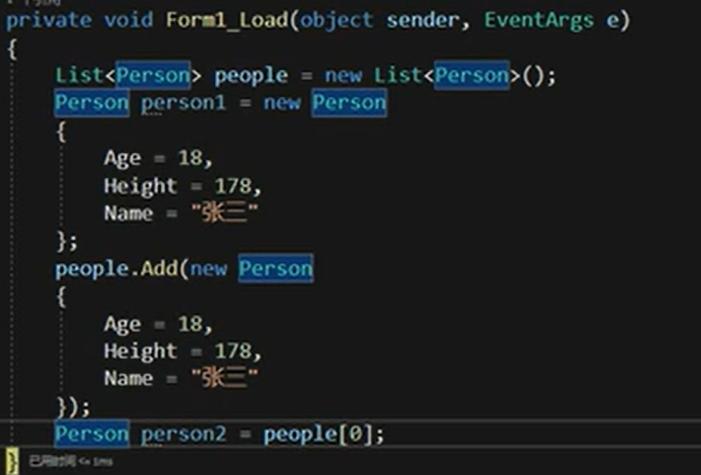 private void Form1_Load(object sender, EventArgs e)
{
List<Person> people = new List<Person>();
Person person1 = new Person
{
Age = 18,
Height = 178,
Name = "张三"
};
people.Add(new Person
{
Age = 18,
Height = 178,
Name = "张三"
});
Person person2 = people[0];
已用时间 <= 1ms